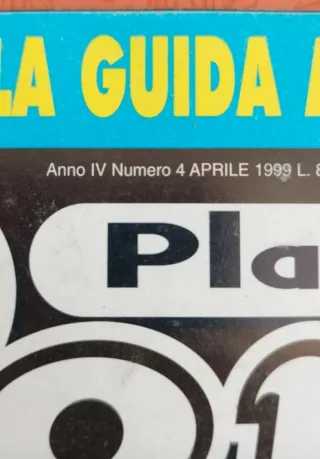 LA GUIDA A
Anno IV Numero 4 APRILE 1999 L. 8
Pla